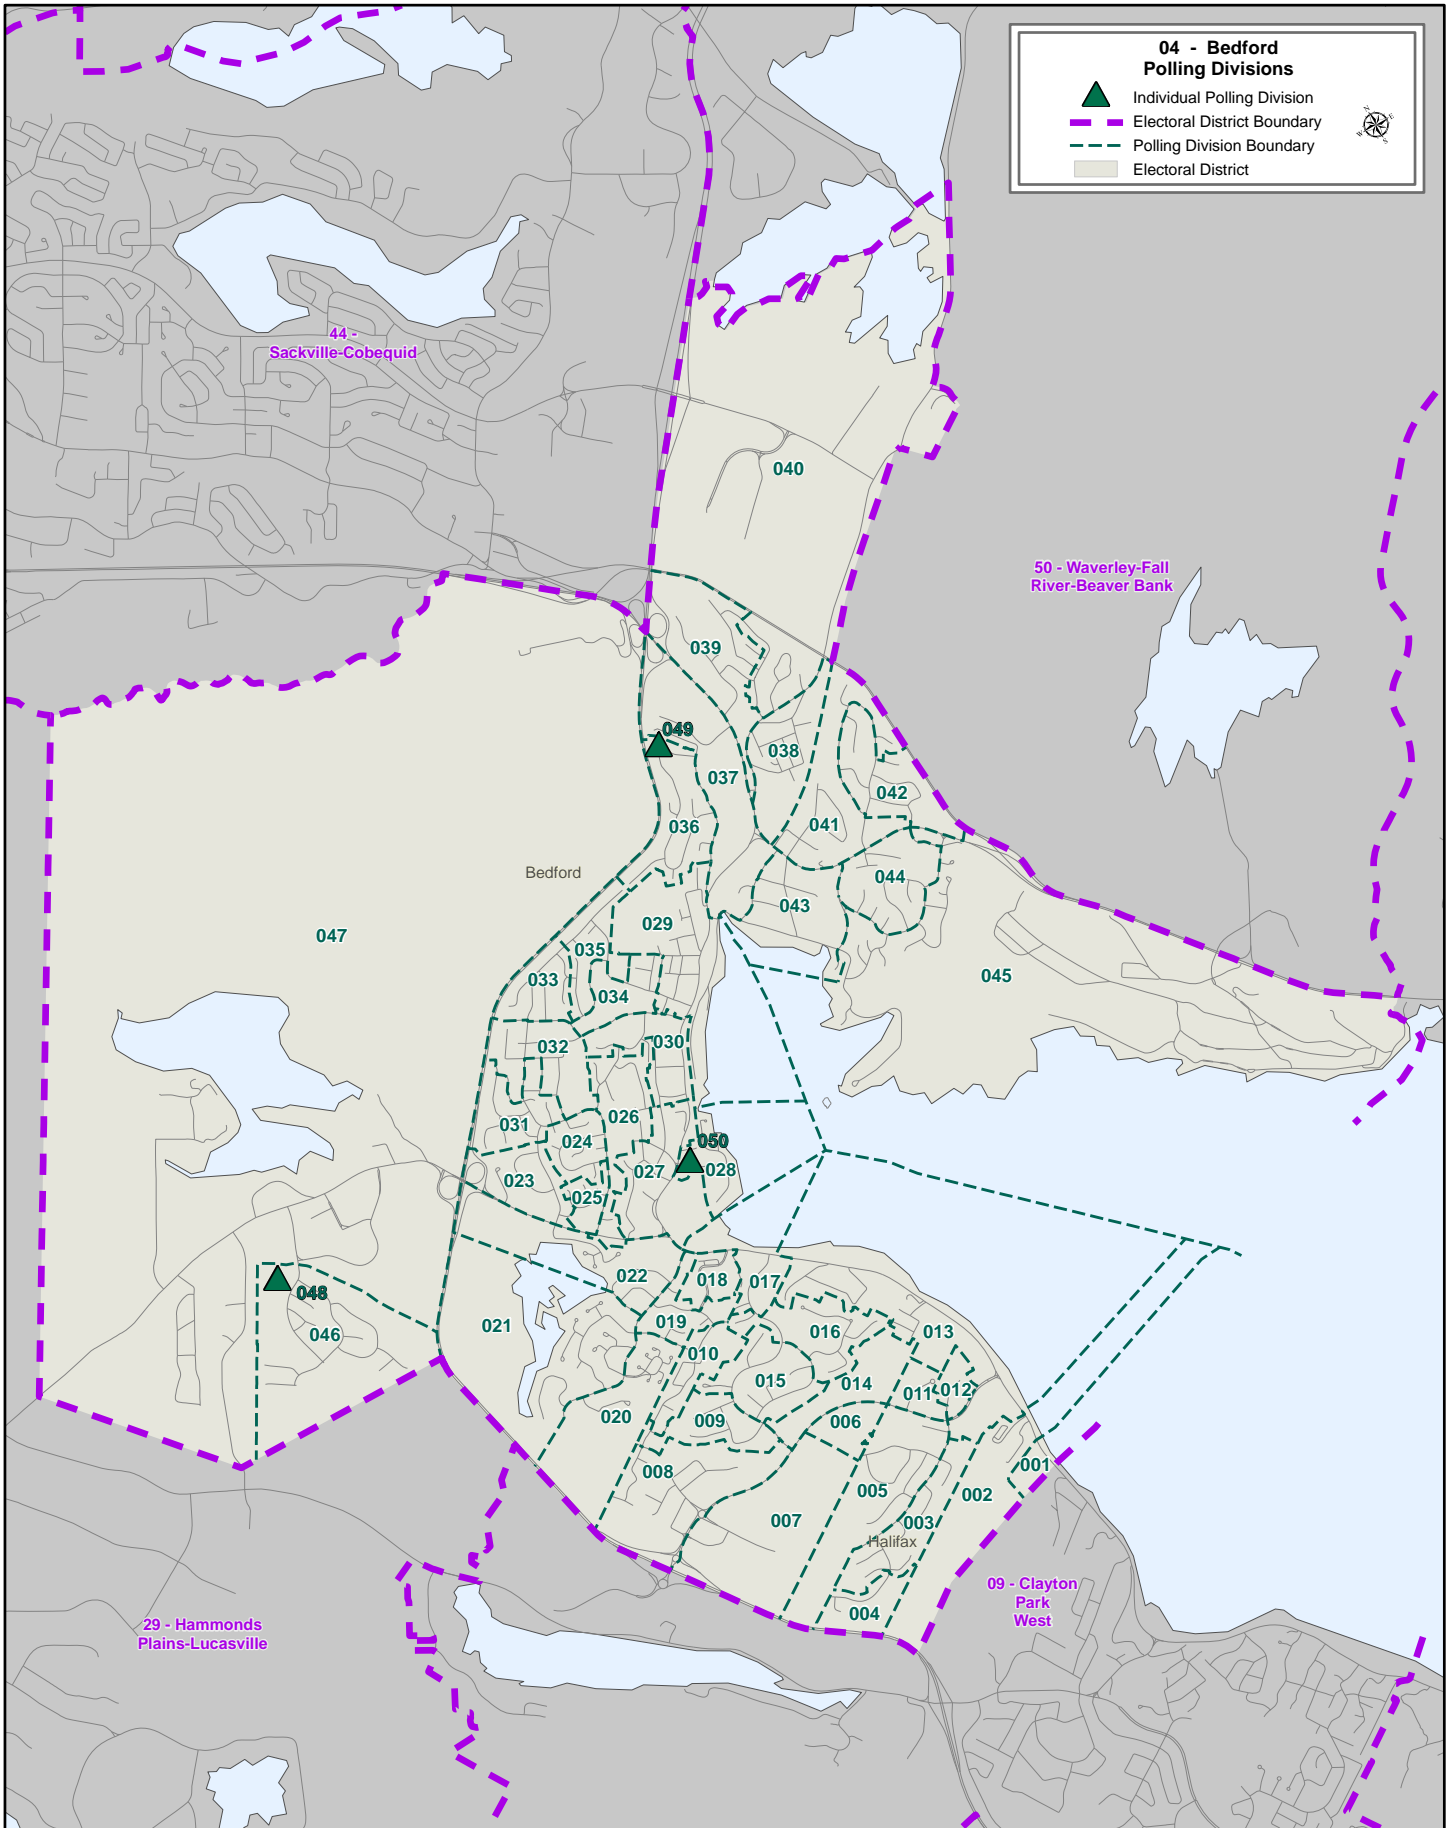 04 - Bedford
Polling Divisions
Individual Polling Division
Electoral District Boundary
Polling Division Boundary
Electoral District
N
E
S
W
44 -
Sackville-Cobequid
040
50 - Waverley-Fall
River-Beaver Bank
039
049
038
037
042
036
041
Bedford
044
043
029
047
035
045
033
034
030
032
026
031
024
050
027
028
023
025
022
018
017
048
019
021
016
013
046
010
015
014
011
012
020
009
006
001
008
005
002
007
003
Halifax
09 - Clayton
Park
West
004
29 - Hammonds
Plains-Lucasville